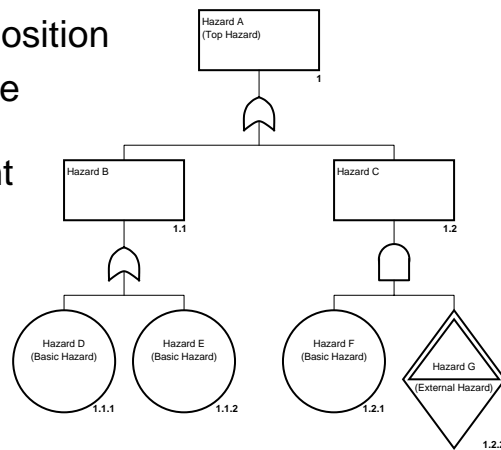 osition
e
t
Hazard A
(Top Hazard)
1
Hazard B
1.1
Hazard C
1.2
Hazard D
(Basic Hazard)
1.1.1
Hazard E
(Basic Hazard)
1.1.2
Hazard F
(Basic Hazard)
1.2.1
Hazard G
(External Hazard)